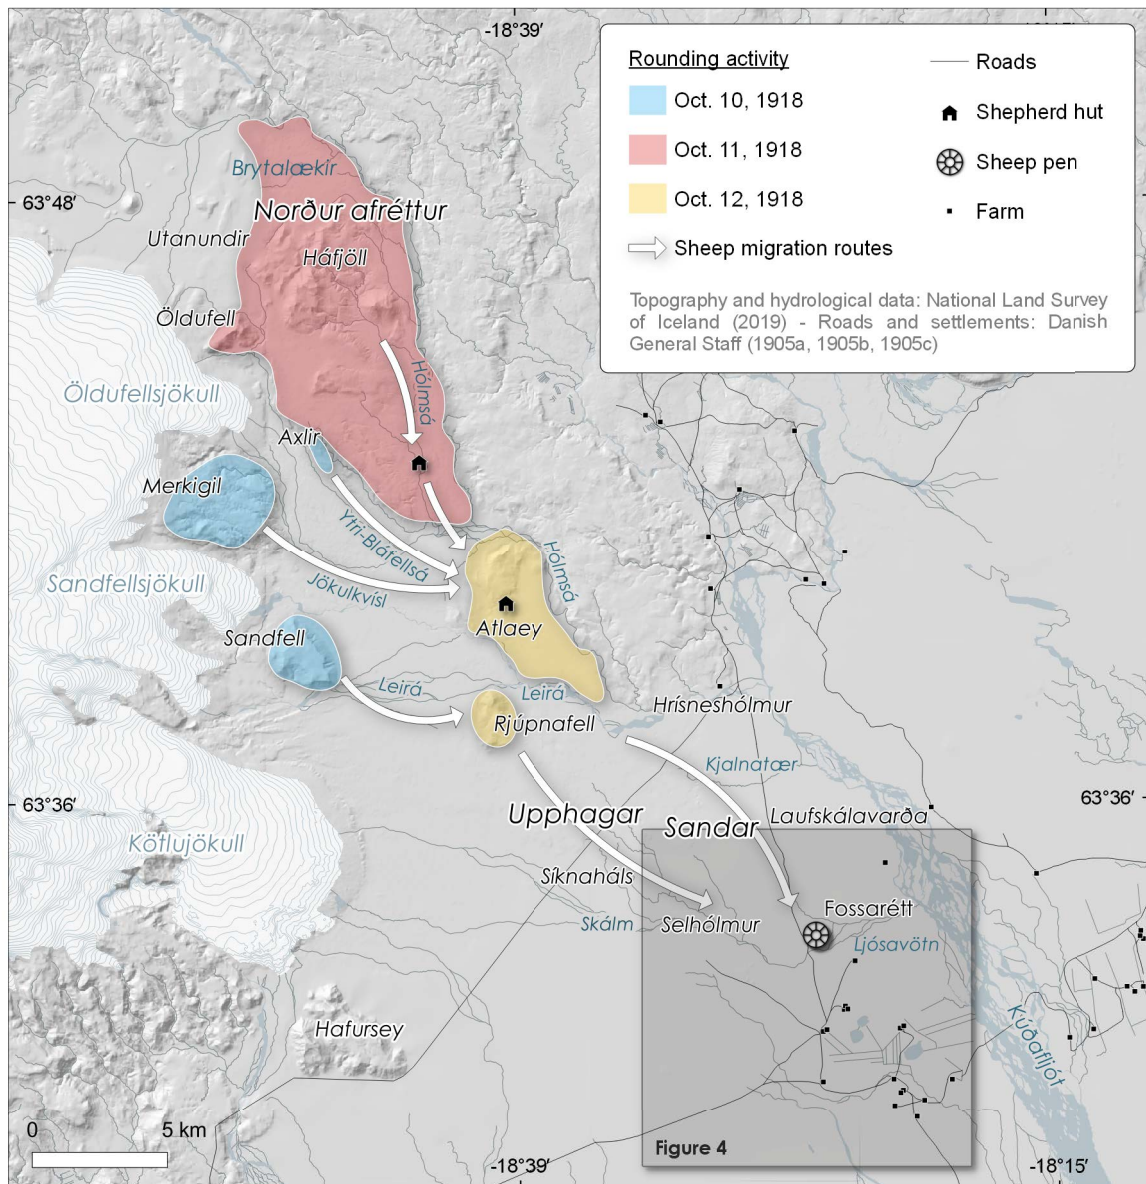 -18°39′
Rounding activity
Oct. 10, 1918
Oct. 11, 1918
Oct. 12, 1918
Sheep migration routes
Roads
Shepherd hut
Sheep pen
Farm
Topography and hydrological data: National Land Survey
of Iceland (2019) - Roads and settlements: Danish
General Staff (1905a, 1905b, 1905c)
Brytalækir
63°48′
Norður afréttur
Utanundir
Háfjöll
Öldufell
Hólmsá
Öldufellsjökull
Axlir
Merkigil
Ytri-Bláfellsá
Hólmsá
Sandfellsjökull
Jökulkvísl
Atlaey
Sandfell
Leirá
Leirá
Rjúpnafell
Hrísneshólmur
Kjalnatær
63°36′
63°36′
Upphagar
Sandar
Laufskálavarða
Kötlujökull
Síknaháls
Fossarétt
Skálm
Selhólmur
Ljósavötn
Hafursey
Kúðafljót
0
5 km
Figure 4
-18°39′
-18°15′